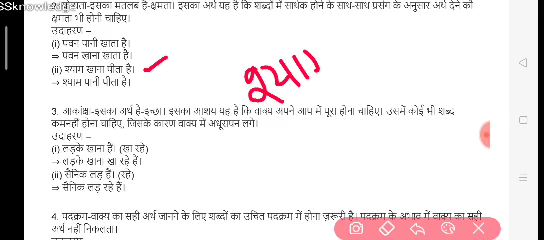 SSknowledge
2. योग्यता-इसका मतलब है-क्षमता। इसका अर्थ यह है कि शब्दों में सार्थक होने के साथ-साथ प्रसंग के अनुसार अर्थ देने की
क्षमता भी होनी चाहिए।
उदाहरण –
(i) पवन पानी खाता है।
⇒ पवन खाना खाता है।
(ii) श्याम खाना पीता है।
→ श्याम पानी पीता है।
3. आकांक्षा-इसका अर्थ है-इच्छा। इसका आशय यह है कि वाक्य अपने आप में पूरा होना चाहिए। उसमें कोई भी शब्द
कमनहीं होना चाहिए, जिसके कारण वाक्य में अधूरापन लगे।
उदाहरण –
(i) लड़के खाना हैं। (खा रहे)
→ लड़के खाना खा रहे हैं।
(ii) सैनिक लड़ हैं। (रहे)
⇒ सैनिक लड़ रहे हैं।
4. पदक्रम-वाक्य का सही अर्थ जानने के लिए शब्दों का उचित पदक्रम में होना ज़रूरी है। पदक्रम के अभाव में वाक्य का सही
अर्थ नहीं निकलता।